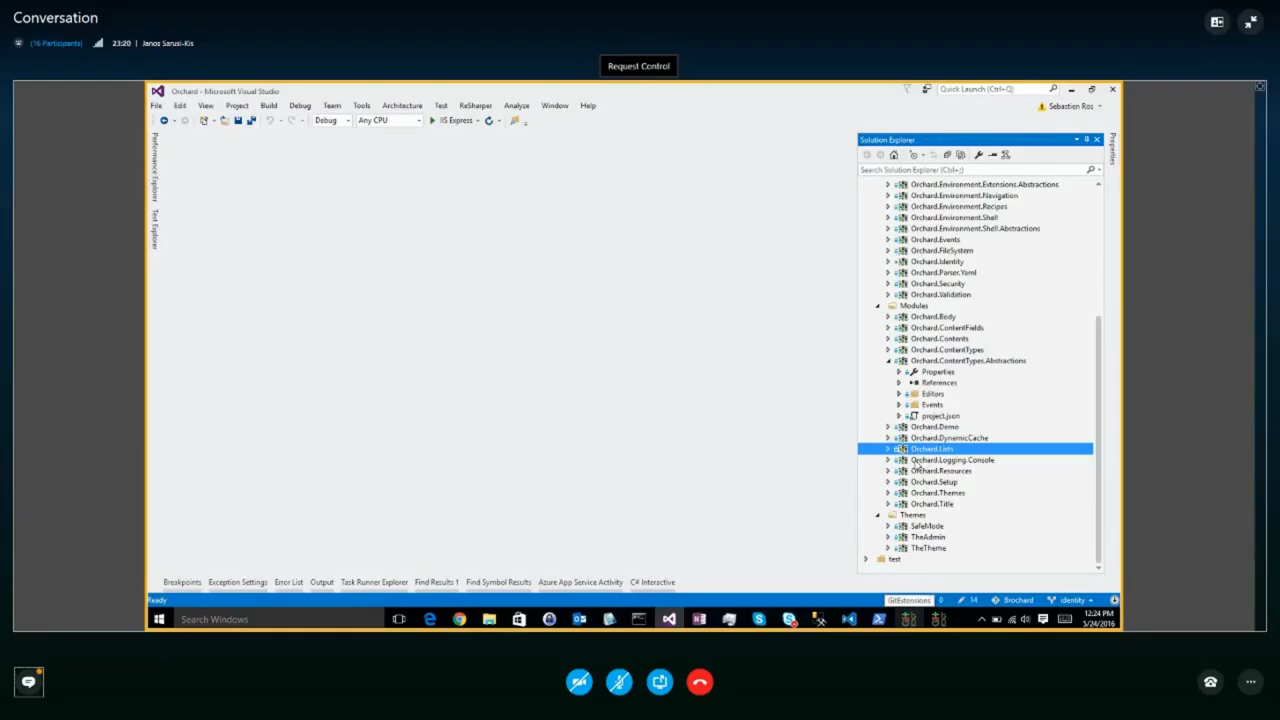 Conversation
(16 Participants) 23:20 | Janos Sarusi-Kis
Request Control
Orchard - Microsoft Visual Studio
Quick Launch (Ctrl+Q)
File Edit View Project Build Debug Team Tools Architecture Test ReSharper Analyze Window Help
Sebastien Ros
Debug Any CPU IIS Express
Performance Explorer
Test Explorer
Properties
Solution Explorer
Search Solution Explorer (Ctrl+;)
Orchard.Environment.Extensions.Abstractions
Orchard.Environment.Navigation
Orchard.Environment.Recipes
Orchard.Environment.Shell
Orchard.Environment.Shell.Abstractions
Orchard.Events
Orchard.FileSystem
Orchard.Identity
Orchard.Parser.Yaml
Orchard.Security
Orchard.Validation
Modules
Orchard.Body
Orchard.ContentFields
Orchard.Contents
Orchard.ContentTypes
Orchard.ContentTypes.Abstractions
Properties
References
Editors
Events
project.json
Orchard.Demo
Orchard.DynamicCache
Orchard.Lists
Orchard.Logging.Console
Orchard.Resources
Orchard.Setup
Orchard.Themes
Orchard.Title
Themes
SafeMode
TheAdmin
TheTheme
test
Breakpoints Exception Settings Error List Output Task Runner Explorer Find Results 1 Find Symbol Results Azure App Service Activity C# Interactive
Ready
GitExtensions 0 14 Brochard identity
Search Windows
12:24 PM
5/24/2016